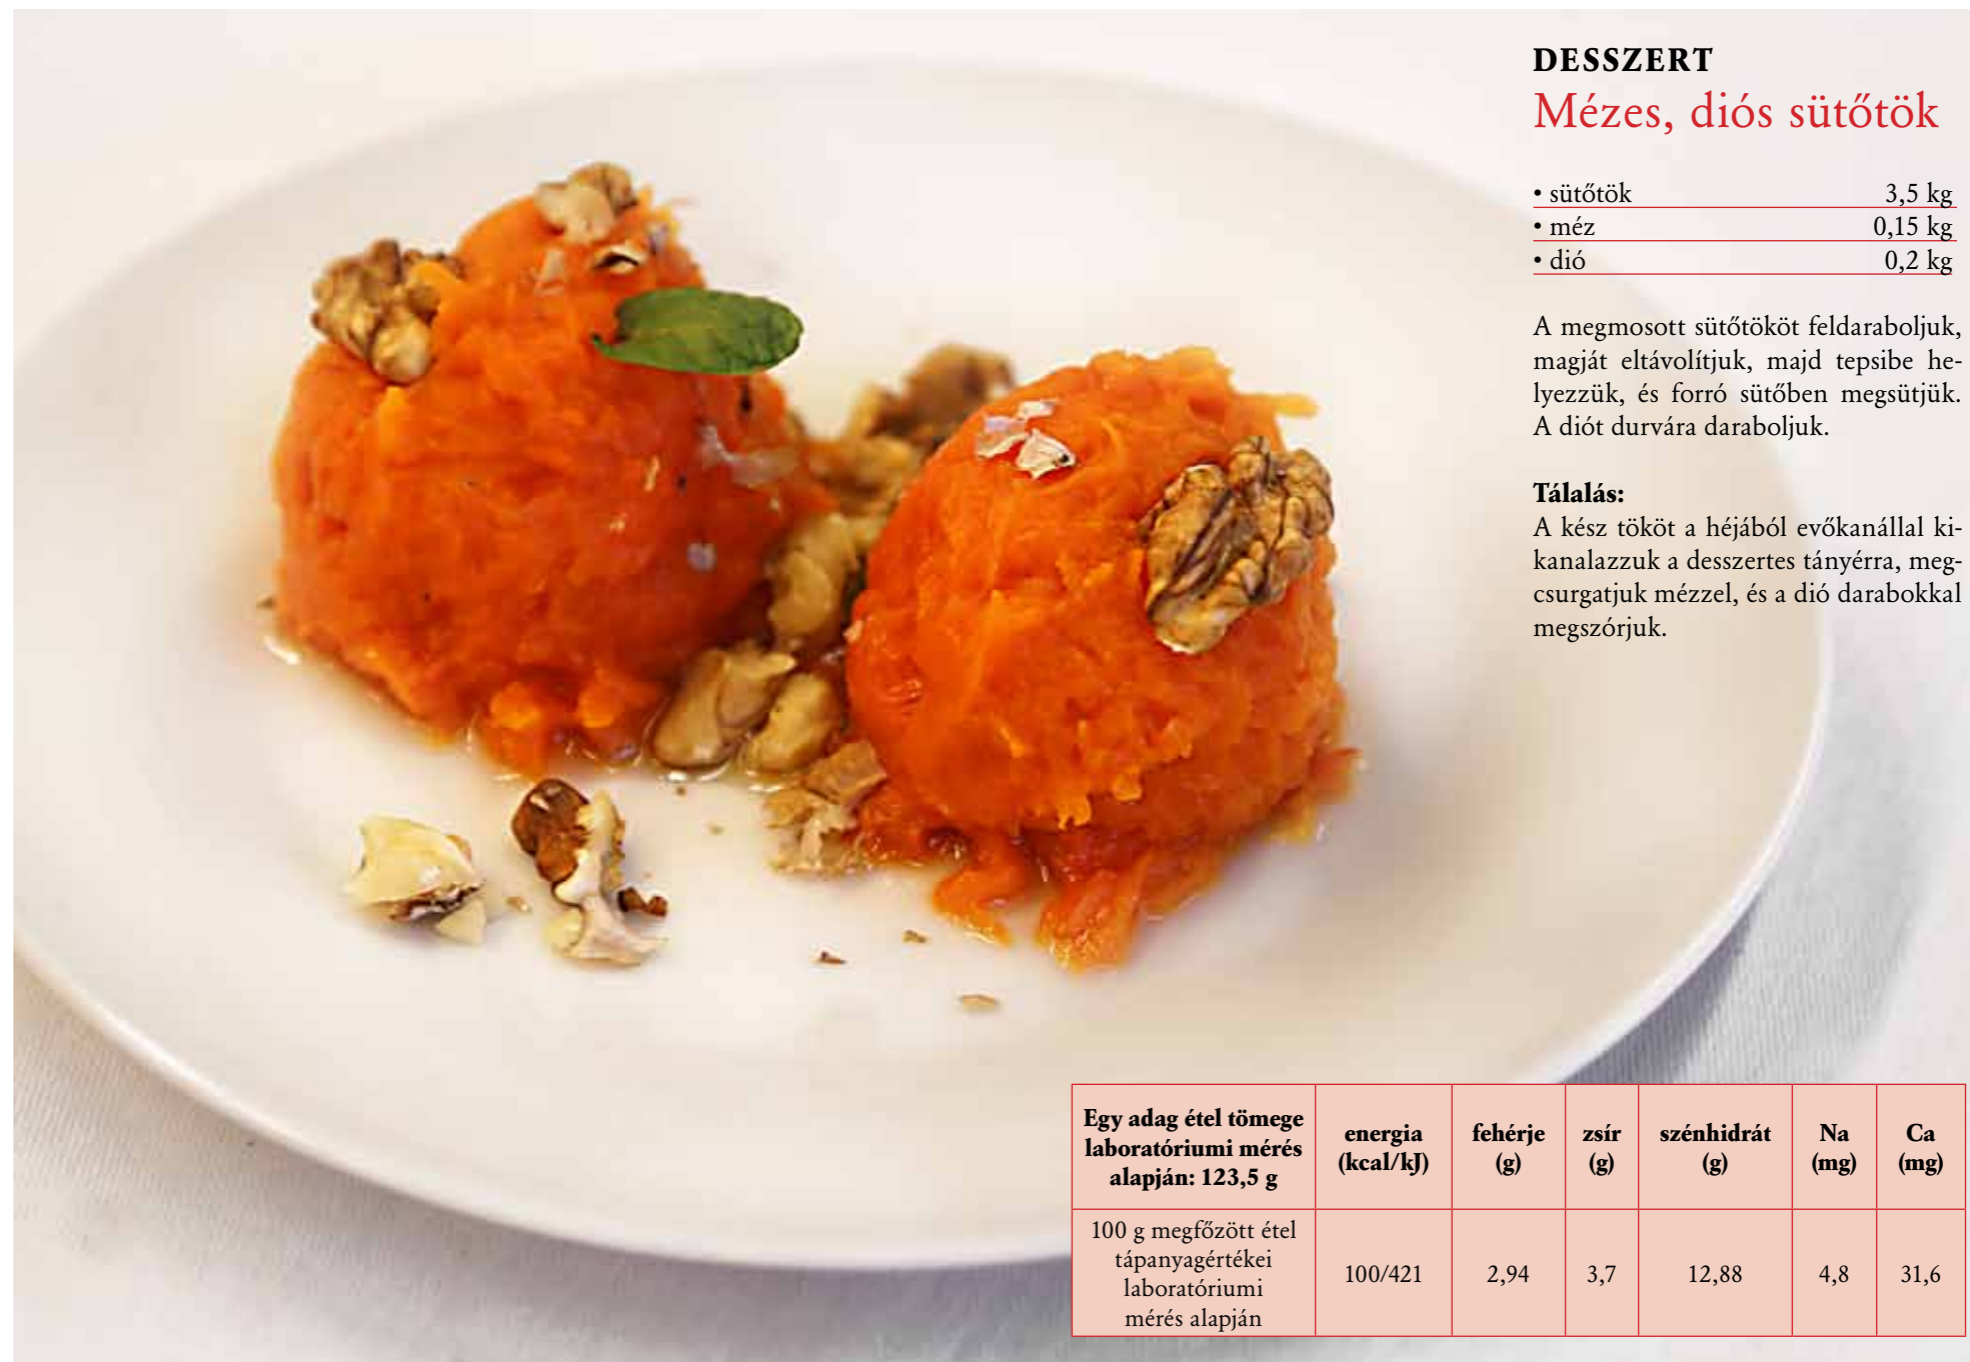 DESSZERT
Mézes, diós sütőtök
• sütőtök 3,5 kg
• méz 0,15 kg
• dió 0,2 kg
A megmosott sütőtököt feldaraboljuk,
magját eltávolítjuk, majd tepsibe he-
lyezzük, és forró sütőben megsütjük.
A diót durvára daraboljuk.
Tálalás:
A kész tököt a héjából evőkanállal ki-
kanalazzuk a desszertes tányérra, meg-
csurgatjuk mézzel, és a dió darabokkal
megszórjuk.
Egy adag étel tömege
laboratóriumi mérés
alapján: 123,5 g
energia
(kcal/kJ)
fehérje
(g)
zsír
(g)
szénhidrát
(g)
Na
(mg)
Ca
(mg)
100 g megfőzött étel
tápanyagértékei
laboratóriumi
mérés alapján
100/421
2,94
3,7
12,88
4,8
31,6